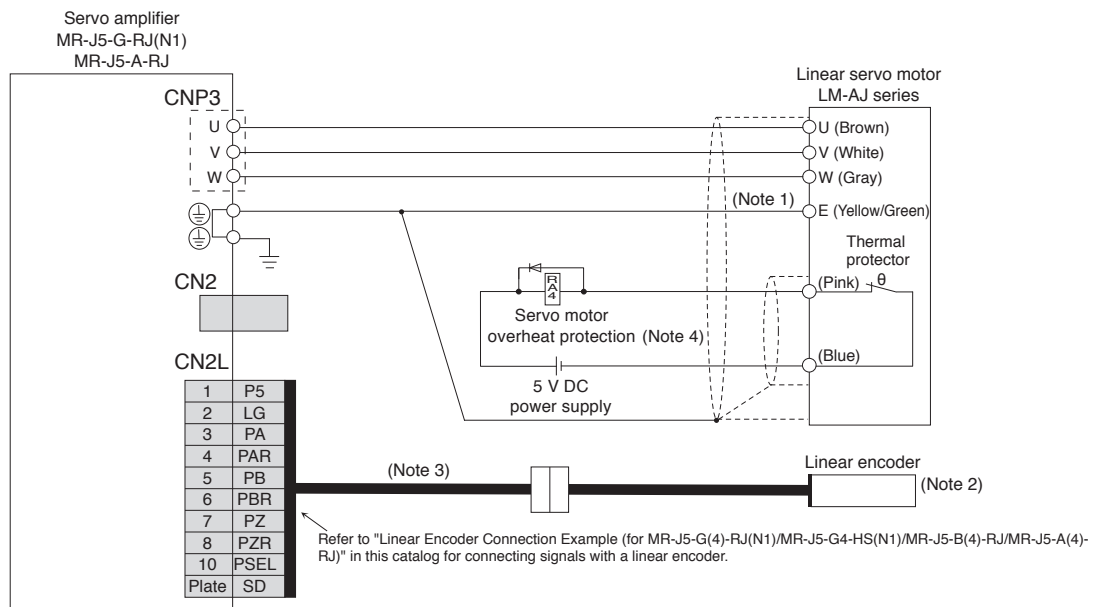 Servo amplifier
MR-J5-G-RJ(N1)
MR-J5-A-RJ
Linear servo motor
LM-AJ series
CNP3
U
V
W
U (Brown)
V (White)
W (Gray)
(Note 1)
E (Yellow/Green)
Thermal
protector
θ
(Pink)
RA4
Servo motor
overheat protection (Note 4)
(Blue)
5 V DC
power supply
CN2
CN2L
1 P5
2 LG
3 PA
4 PAR
5 PB
6 PBR
7 PZ
8 PZR
10 PSEL
Plate SD
(Note 3)
Linear encoder
(Note 2)
Refer to "Linear Encoder Connection Example (for MR-J5-G(4)-RJ(N1)/MR-J5-G4-HS(N1)/MR-J5-B(4)-RJ/MR-J5-A(4)-
RJ)" in this catalog for connecting signals with a linear encoder.